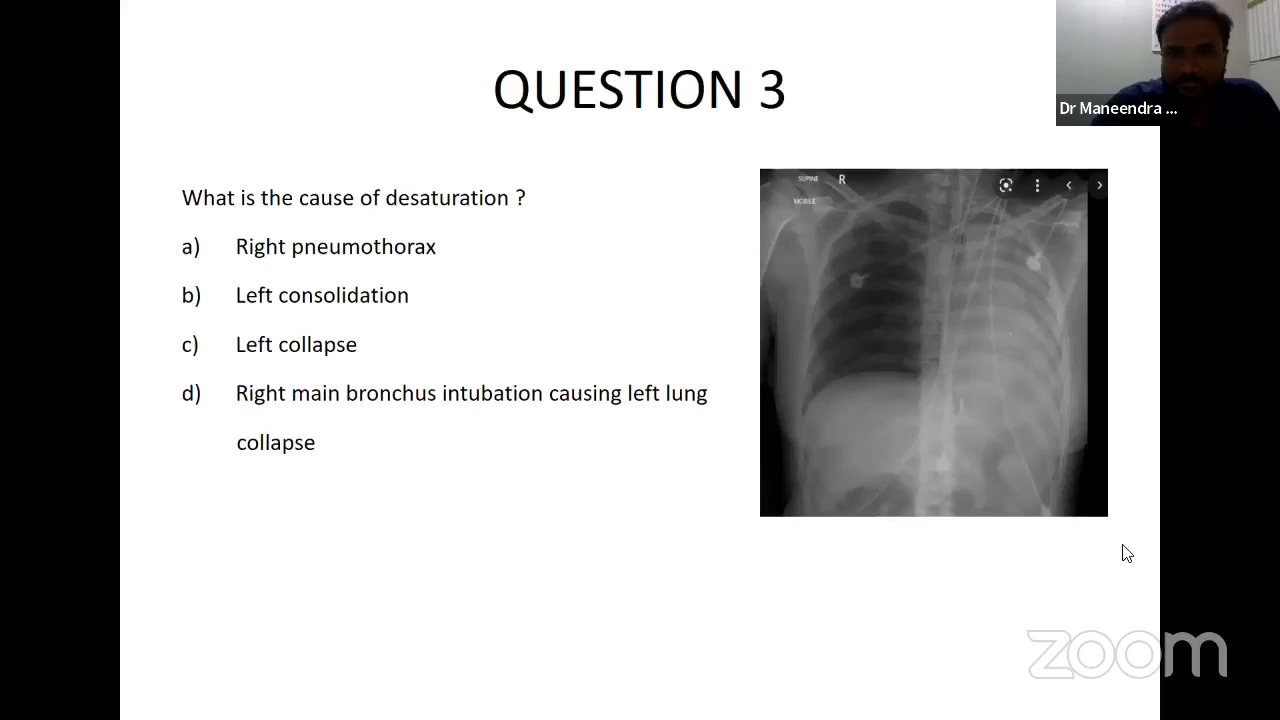 QUESTION 3
Dr Maneendra ...
What is the cause of desaturation ?
a) Right pneumothorax
b) Left consolidation
c) Left collapse
d) Right main bronchus intubation causing left lung
collapse
SUPINE R
MOBILE
zoom